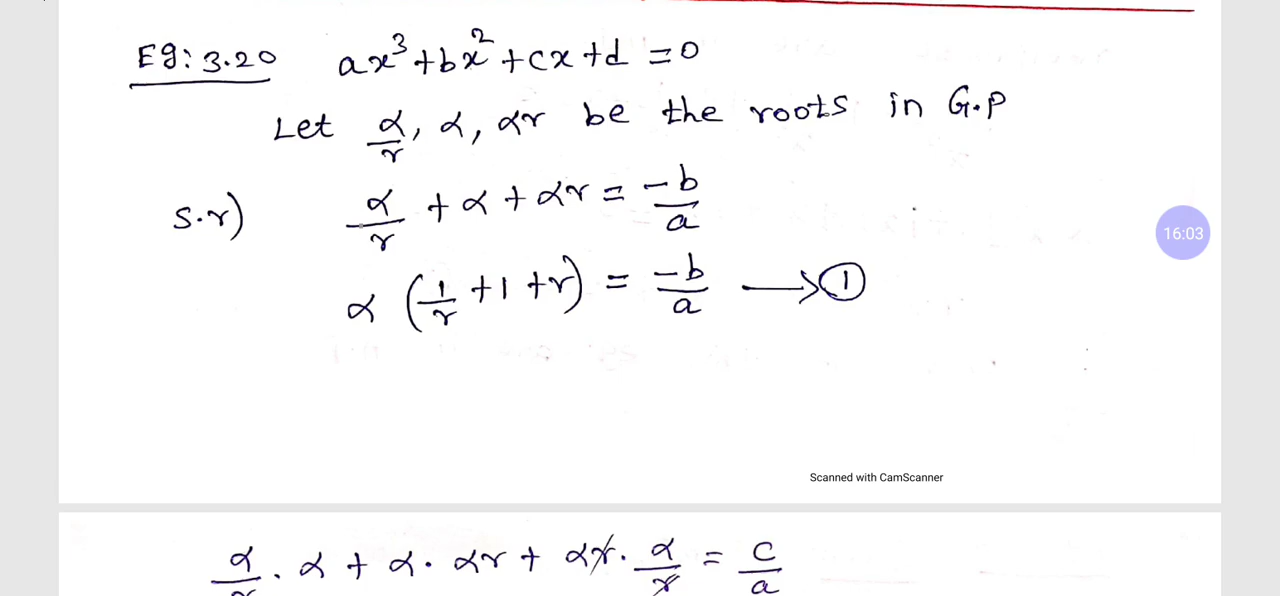 Eg: 3.20 ax³+bx²+cx+d=0
Let α/r, α, αr be the roots in G.P
S.r) α/r + α + αr = -b/a
α (1/r +1 +r) = -b/a → ①
16:03
Scanned with CamScanner
α/r . α + α . αr + αr . α/r = c/a